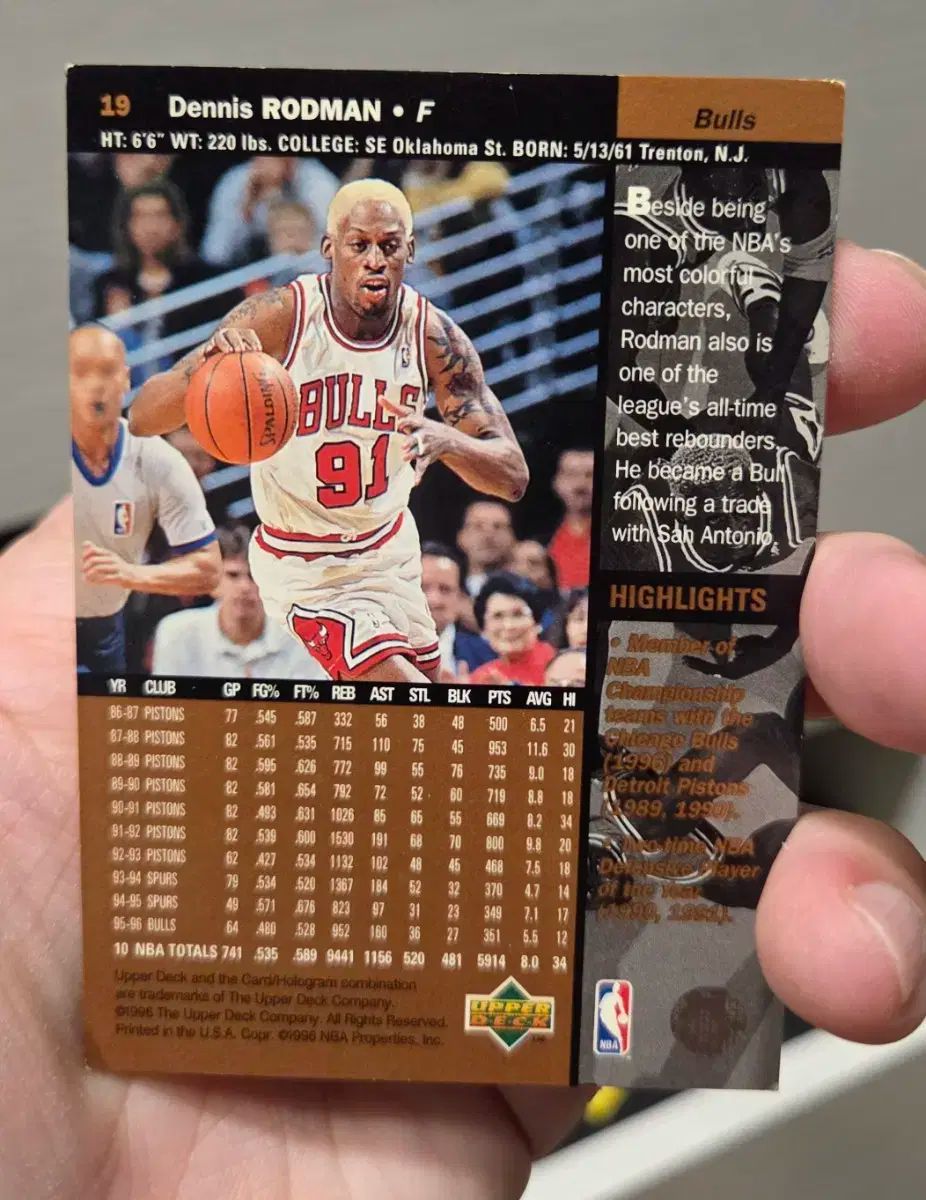 19 Dennis RODMAN • F
Bulls
HT: 6'6" WT: 220 lbs. COLLEGE: SE Oklahoma St. BORN: 5/13/61 Trenton, N.J.
Beside being
one of the NBA's
most colorful
characters,
Rodman also is
one of the
league's all-time
best rebounders.
He became a Bull
following a trade
with San Antonio.
SPALDING
BULLS
91
HIGHLIGHTS
• Member of
NBA
Championship
teams with the
Chicago Bulls
(1996) and
Detroit Pistons
(1989, 1990).
• Two-time NBA
Defensive Player
of the Year
(1990, 1991).
YR CLUB GP FG% FT% REB AST STL BLK PTS AVG HI
86-87 PISTONS 77 .545 .587 332 56 38 48 500 6.5 21
87-88 PISTONS 82 .561 .535 715 110 75 45 953 11.6 30
88-89 PISTONS 82 .595 .626 772 99 55 76 735 9.0 18
89-90 PISTONS 82 .581 .654 792 72 52 60 719 8.8 18
90-91 PISTONS 82 .493 .631 1026 85 65 55 669 8.2 34
91-92 PISTONS 82 .539 .600 1530 191 68 70 800 9.8 20
92-93 PISTONS 62 .427 .534 1132 102 48 45 468 7.5 18
93-94 SPURS 79 .534 .520 1367 184 52 32 370 4.7 14
94-95 SPURS 49 .571 .676 823 97 31 23 349 7.1 17
95-96 BULLS 64 .480 .528 952 160 36 27 351 5.5 12
10 NBA TOTALS 741 .535 .589 9441 1156 520 481 5914 8.0 34
Upper Deck and the Card/Hologram combination
are trademarks of The Upper Deck Company.
©1996 The Upper Deck Company. All Rights Reserved.
Printed in the U.S.A. Copr. ©1996 NBA Properties, Inc.
UPPER
DECK
TM
NBA